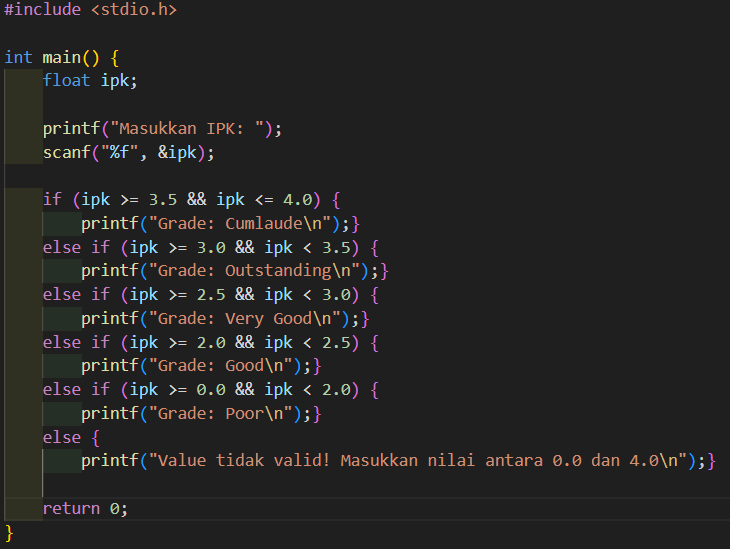 #include <stdio.h>
int main() {
float ipk;
printf("Masukkan IPK: ");
scanf("%f", &ipk);
if (ipk >= 3.5 && ipk <= 4.0) {
printf("Grade: Cumlaude\n");}
else if (ipk >= 3.0 && ipk < 3.5) {
printf("Grade: Outstanding\n");}
else if (ipk >= 2.5 && ipk < 3.0) {
printf("Grade: Very Good\n");}
else if (ipk >= 2.0 && ipk < 2.5) {
printf("Grade: Good\n");}
else if (ipk >= 0.0 && ipk < 2.0) {
printf("Grade: Poor\n");}
else {
printf("Value tidak valid! Masukkan nilai antara 0.0 dan 4.0\n");}
return 0;
}